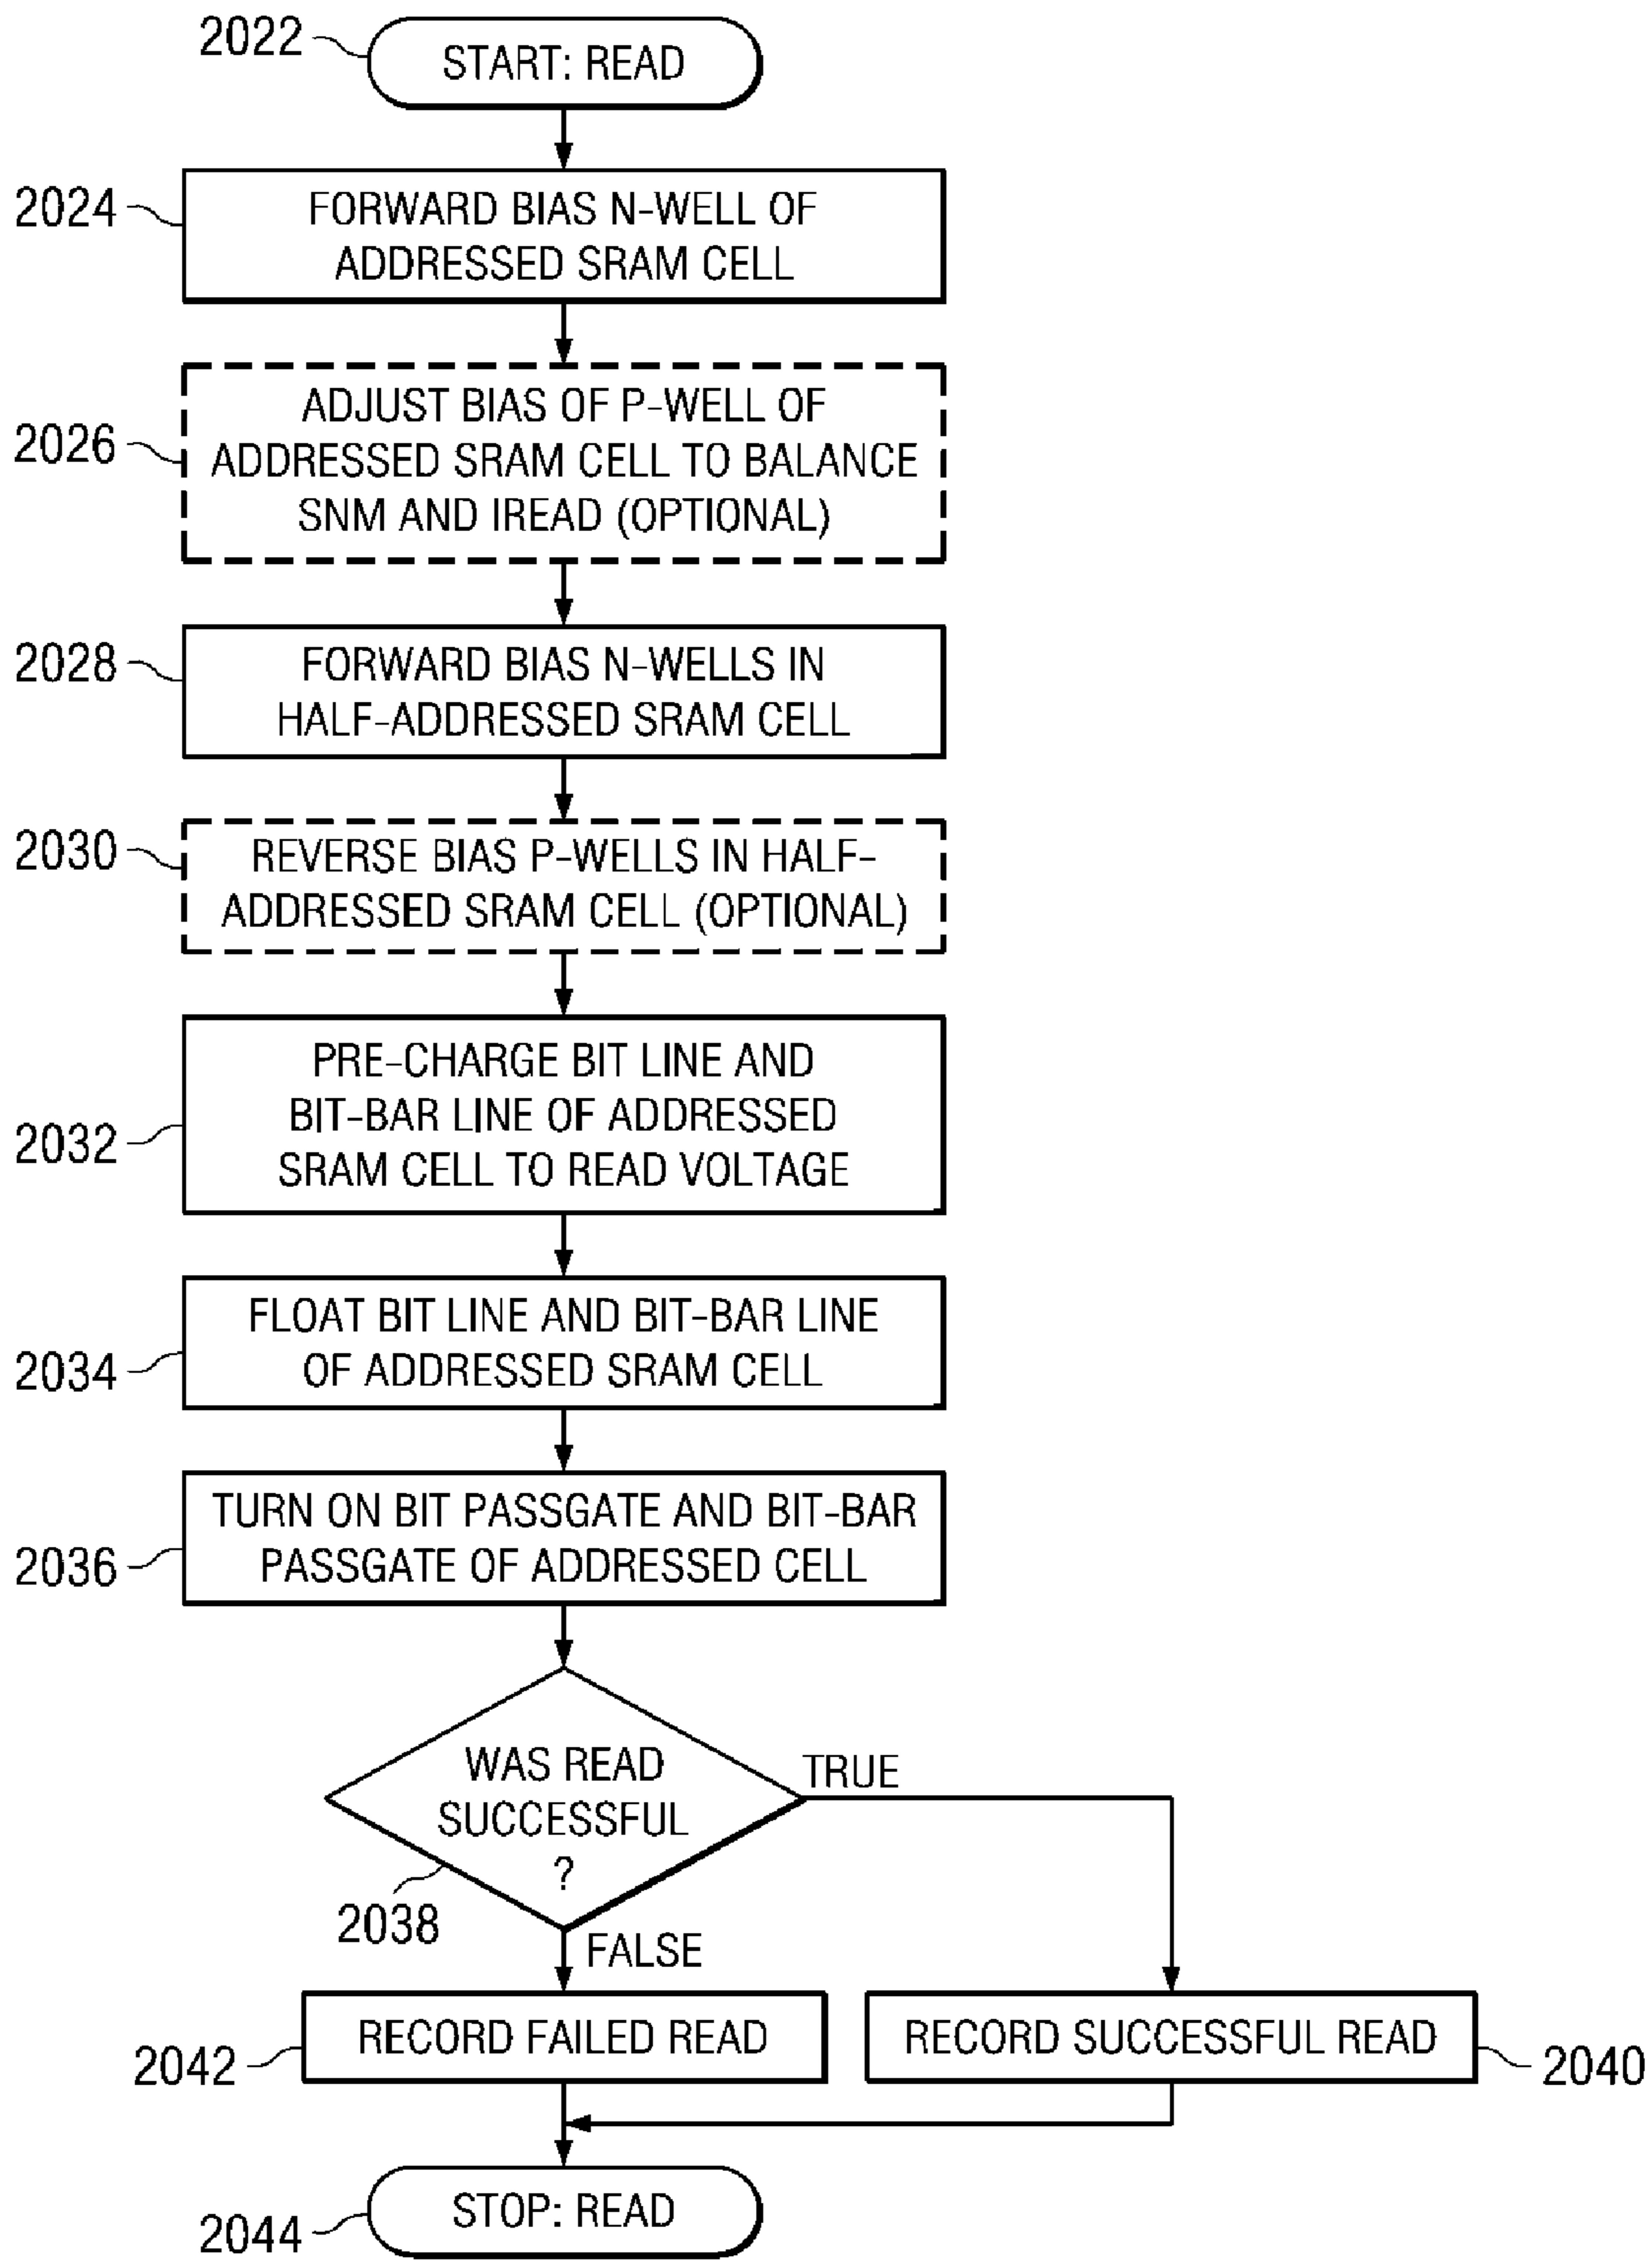 2022
START: READ
2024
FORWARD BIAS N-WELL OF
ADDRESSED SRAM CELL
2026
ADJUST BIAS OF P-WELL OF
ADDRESSED SRAM CELL TO BALANCE
SNM AND IREAD (OPTIONAL)
2028
FORWARD BIAS N-WELLS IN
HALF-ADDRESSED SRAM CELL
2030
REVERSE BIAS P-WELLS IN HALF-
ADDRESSED SRAM CELL (OPTIONAL)
2032
PRE-CHARGE BIT LINE AND
BIT-BAR LINE OF ADDRESSED
SRAM CELL TO READ VOLTAGE
2034
FLOAT BIT LINE AND BIT-BAR LINE
OF ADDRESSED SRAM CELL
2036
TURN ON BIT PASSGATE AND BIT-BAR
PASSGATE OF ADDRESSED CELL
WAS READ
SUCCESSFUL
?
TRUE
2038
FALSE
RECORD FAILED READ
2042
RECORD SUCCESSFUL READ
2040
STOP: READ
2044